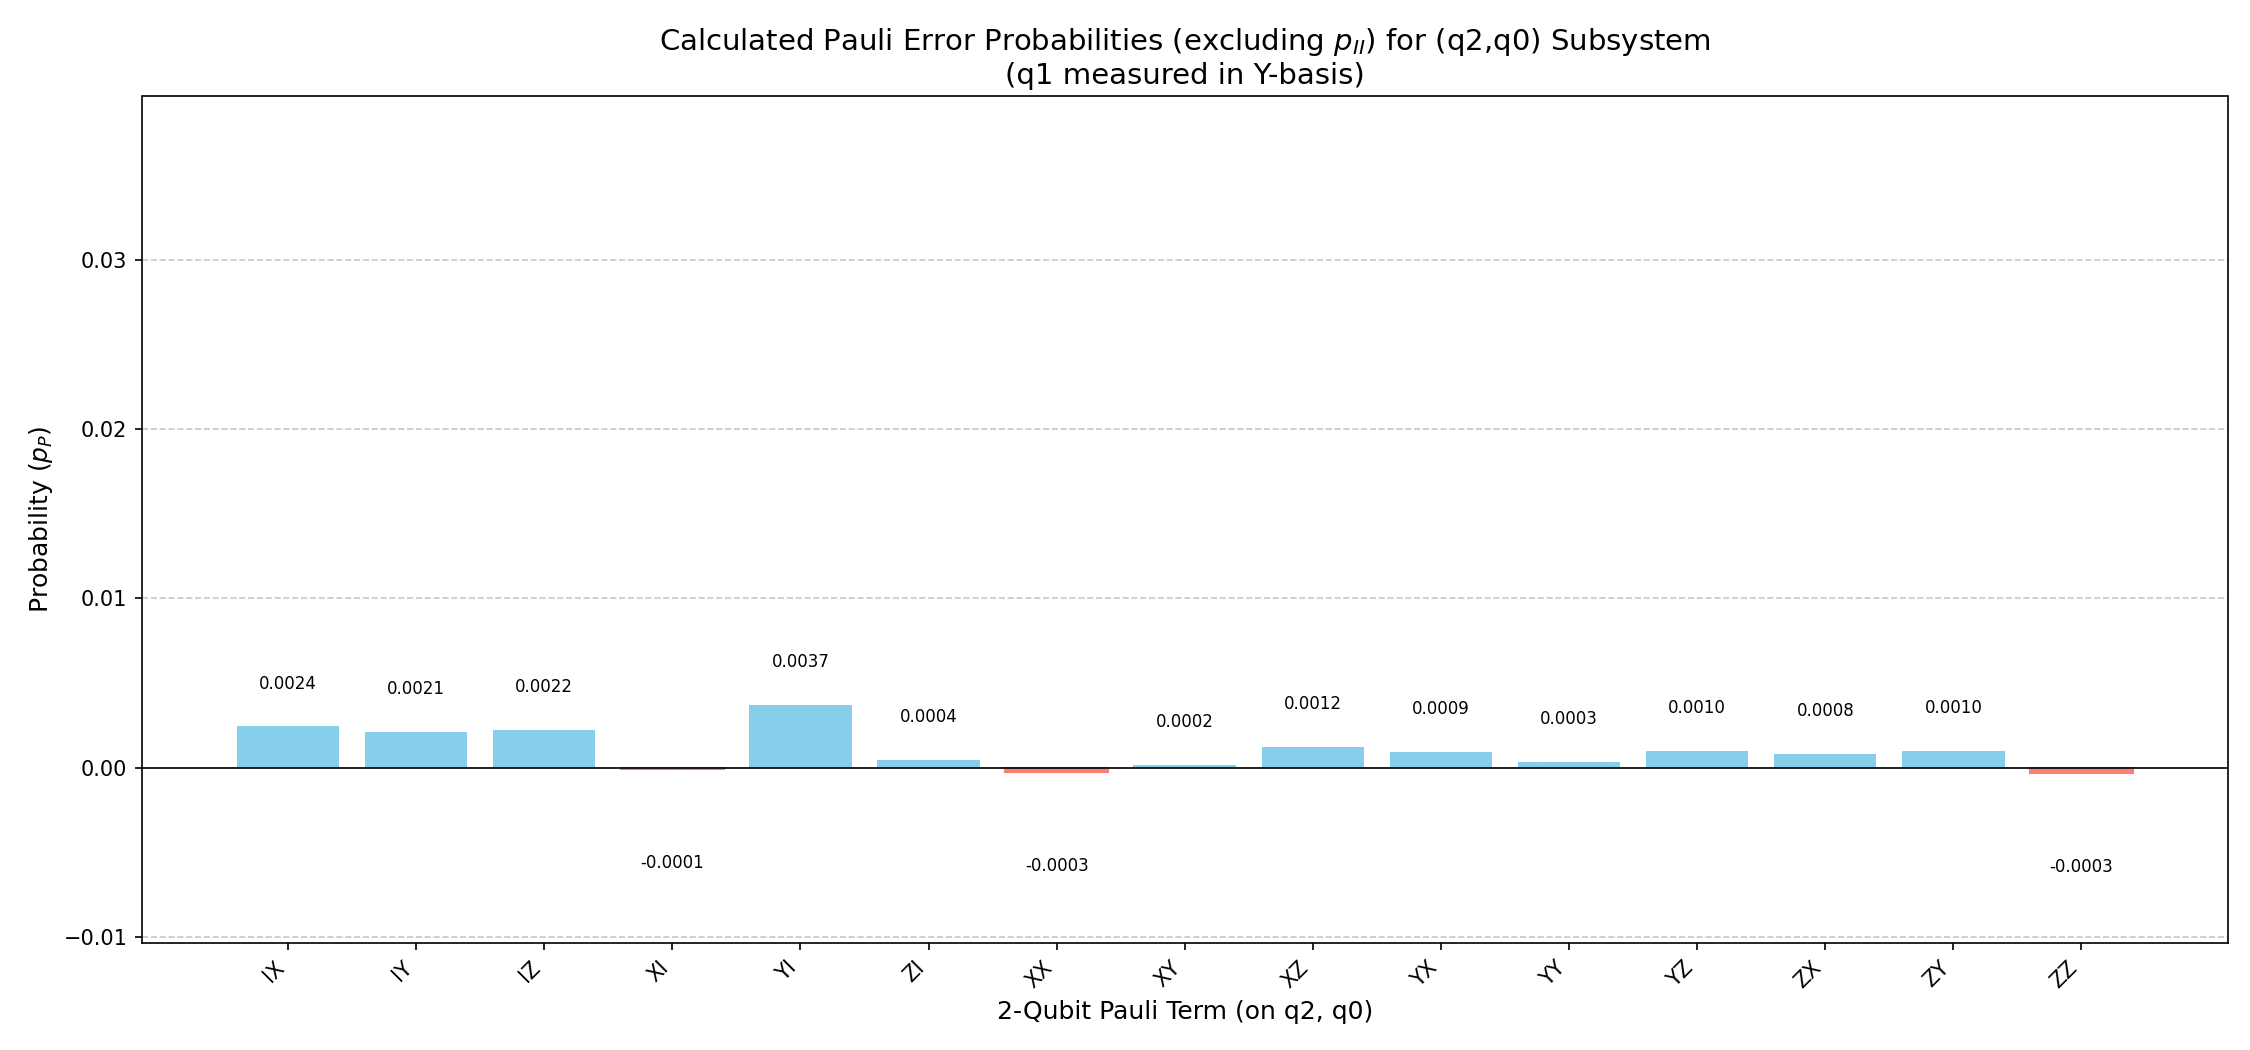 Calculated Pauli Error Probabilities (excluding p_II) for (q2,q0) Subsystem
(q1 measured in Y-basis)
Probability (p_P)
0.03
0.02
0.01
0.00
−0.01
0.0024
0.0021
0.0022
-0.0001
0.0037
0.0004
-0.0003
0.0002
0.0012
0.0009
0.0003
0.0010
0.0008
0.0010
-0.0003
IX
IY
IZ
XI
YI
ZI
XX
XY
XZ
YX
YY
YZ
ZX
ZY
ZZ
2-Qubit Pauli Term (on q2, q0)